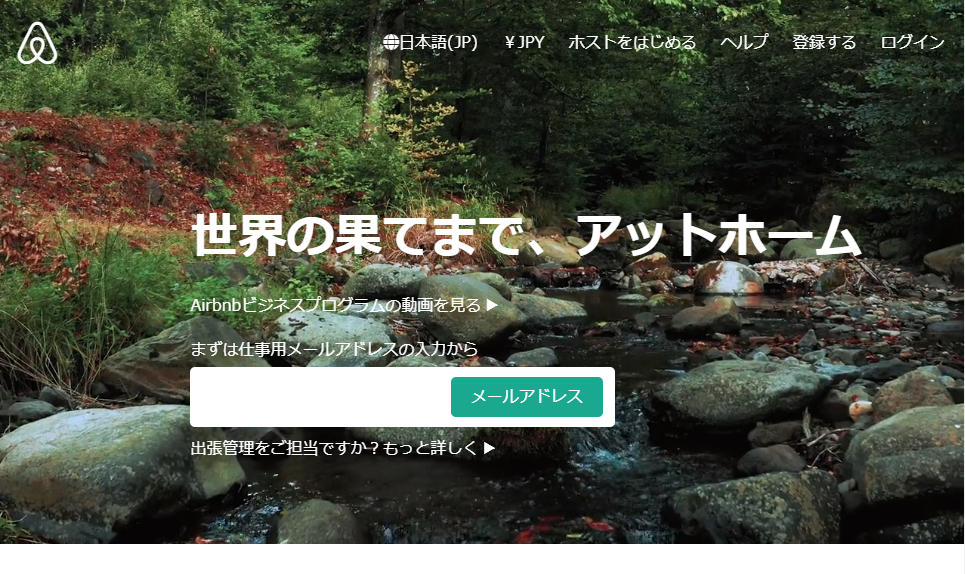 日本語(JP) ¥JPY ホストをはじめる ヘルプ 登録する ログイン
世界の果てまで、アットホーム
Airbnbビジネスプログラムの動画を見る ▶
まずは仕事用メールアドレスの入力から
メールアドレス
出張管理をご担当ですか？もっと詳しく ▶